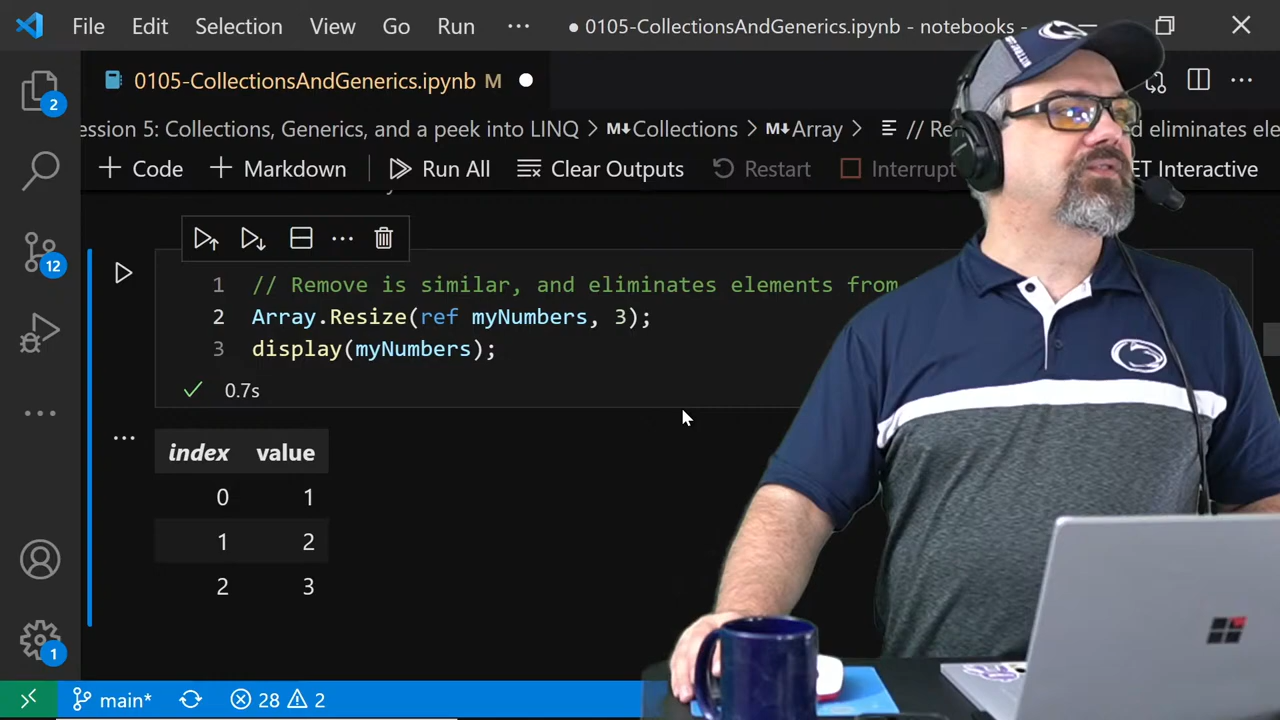 File Edit Selection View Go Run ··· ● 0105-CollectionsAndGenerics.ipynb - notebooks -
0105-CollectionsAndGenerics.ipynb M
ession 5: Collections, Generics, and a peek into LINQ > Collections > Array > // Re d eliminates ele
+ Code + Markdown Run All Clear Outputs Restart Interrupt ET Interactive
1 // Remove is similar, and eliminates elements from
2 Array.Resize(ref myNumbers, 3);
3 display(myNumbers);
0.7s
index value
0 1
1 2
2 3
2
12
1
main* 28 2